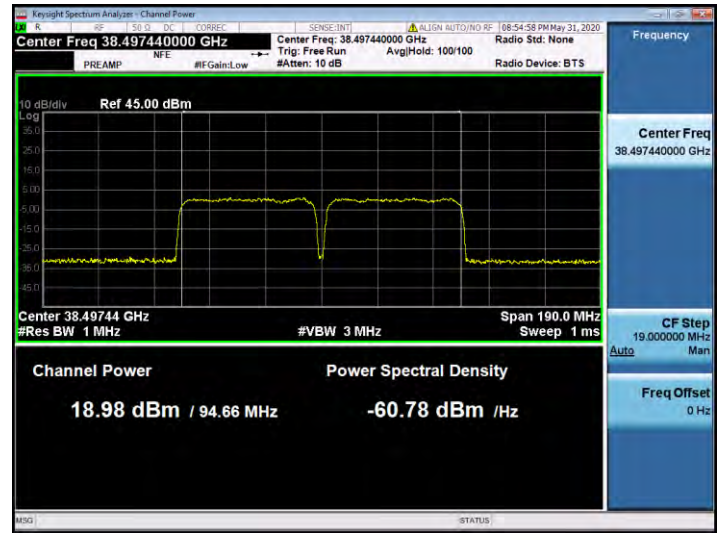 Keysight Spectrum Analyzer - Channel Power
R RF 50 Ω DC CORREC SENSE:INT ALIGN AUTO/NO RF 08:54:58 PM May 31, 2020
Center Freq 38.497440000 GHz
NFE
PREAMP #IFGain:Low
Center Freq: 38.497440000 GHz
Trig: Free Run Avg|Hold: 100/100
#Atten: 10 dB
Radio Std: None
Radio Device: BTS
10 dB/div Ref 45.00 dBm
Log
35.0
25.0
15.0
5.00
-5.00
-15.0
-25.0
-35.0
-45.0
Center 38.49744 GHz Span 190.0 MHz
#Res BW 1 MHz #VBW 3 MHz Sweep 1 ms
Channel Power Power Spectral Density
18.98 dBm / 94.66 MHz -60.78 dBm /Hz
Frequency
Center Freq
38.497440000 GHz
CF Step
19.000000 MHz
Auto Man
Freq Offset
0 Hz
MSG STATUS